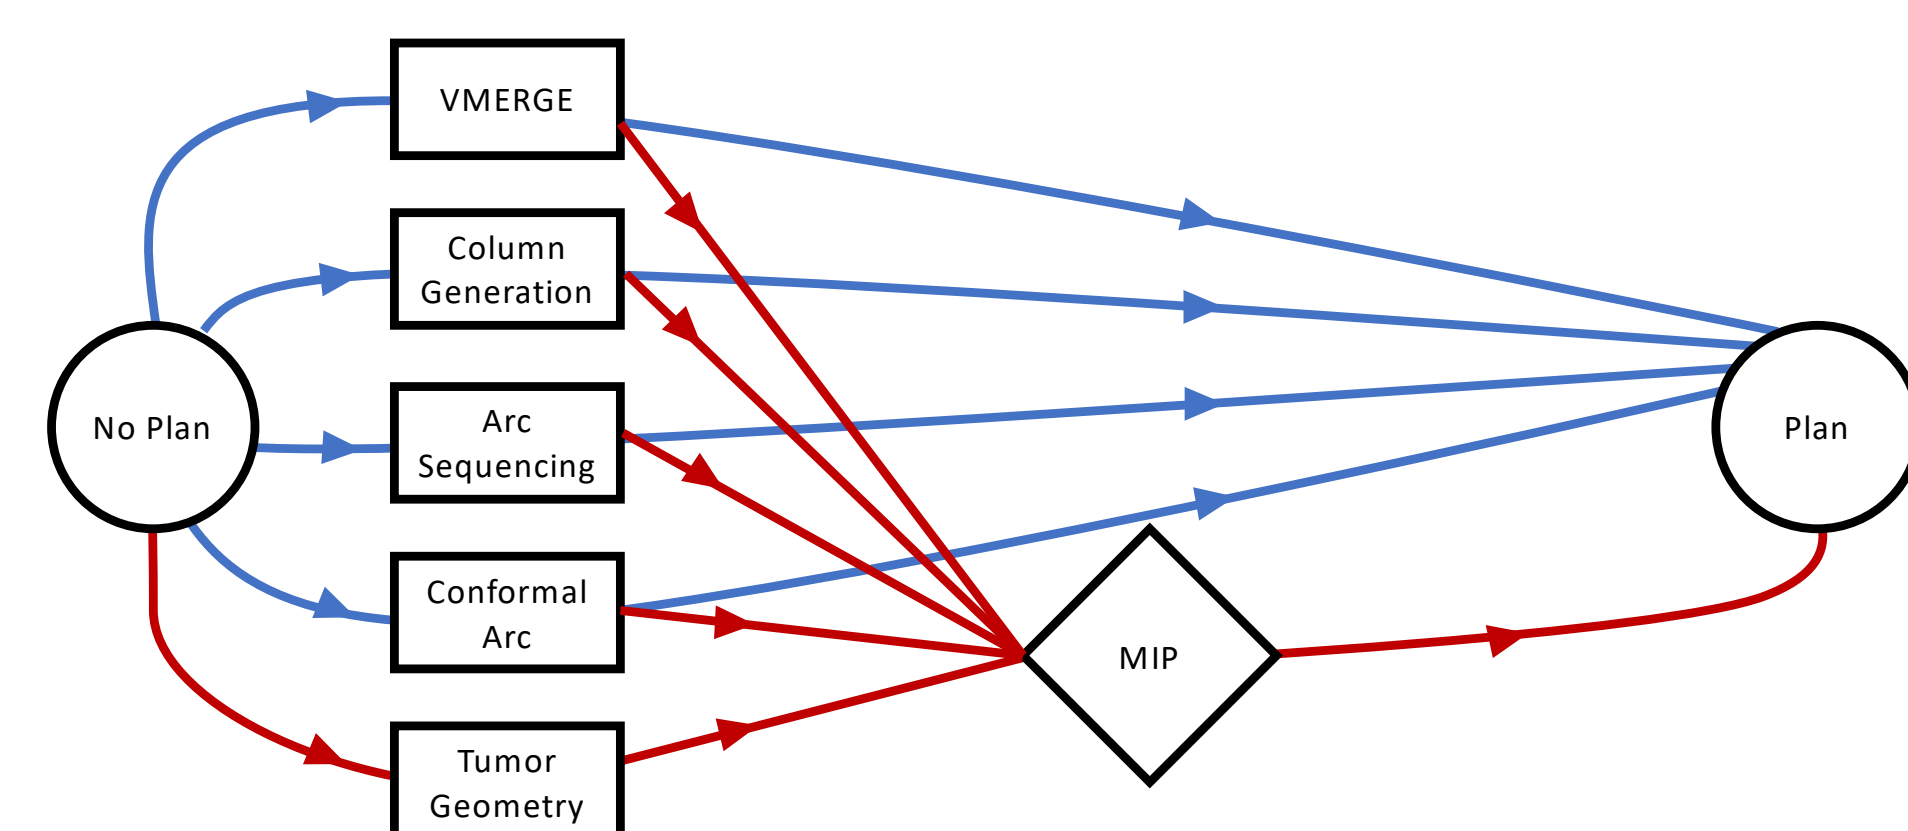 VMERGE
Column
Generation
No Plan
Arc
Sequencing
Plan
Conformal
Arc
MIP
Tumor
Geometry